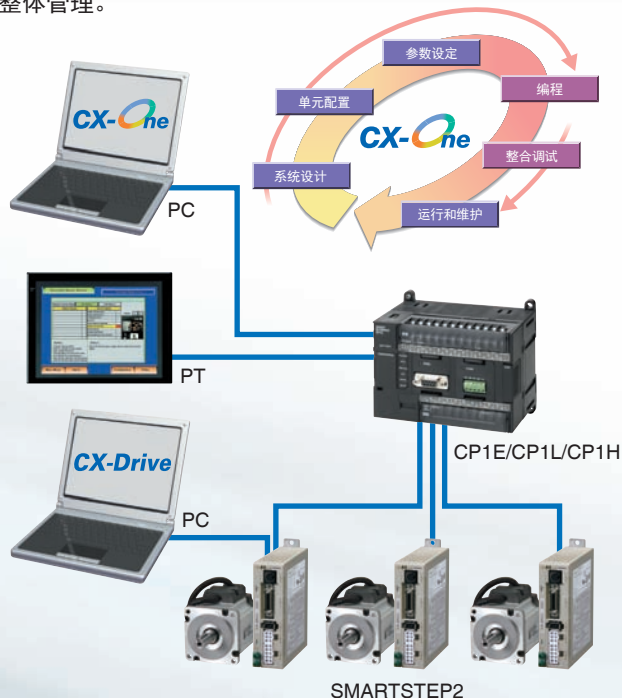 整体管理。
参数设定
编程
单元配置
CX-One
CX-One
整合调试
系统设计
运行和维护
PC
PT
CP1E/CP1L/CP1H
CX-Drive
PC
SMARTSTEP2